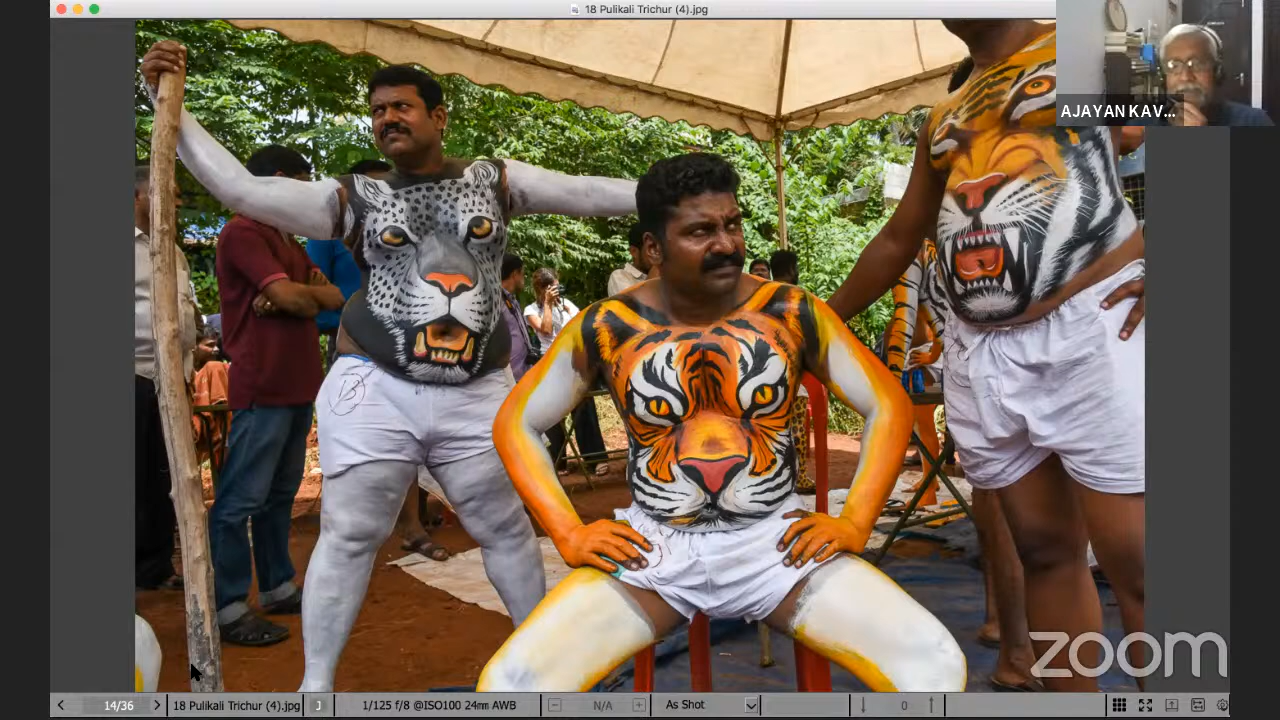 18 Pulikali Trichur (4).jpg
AJAYAN KAV...
B
zoom
14/36
18 Pulikali Trichur (4).jpg
J
1/125 f/8 @ISO100 24mm AWB
N/A
As Shot
0